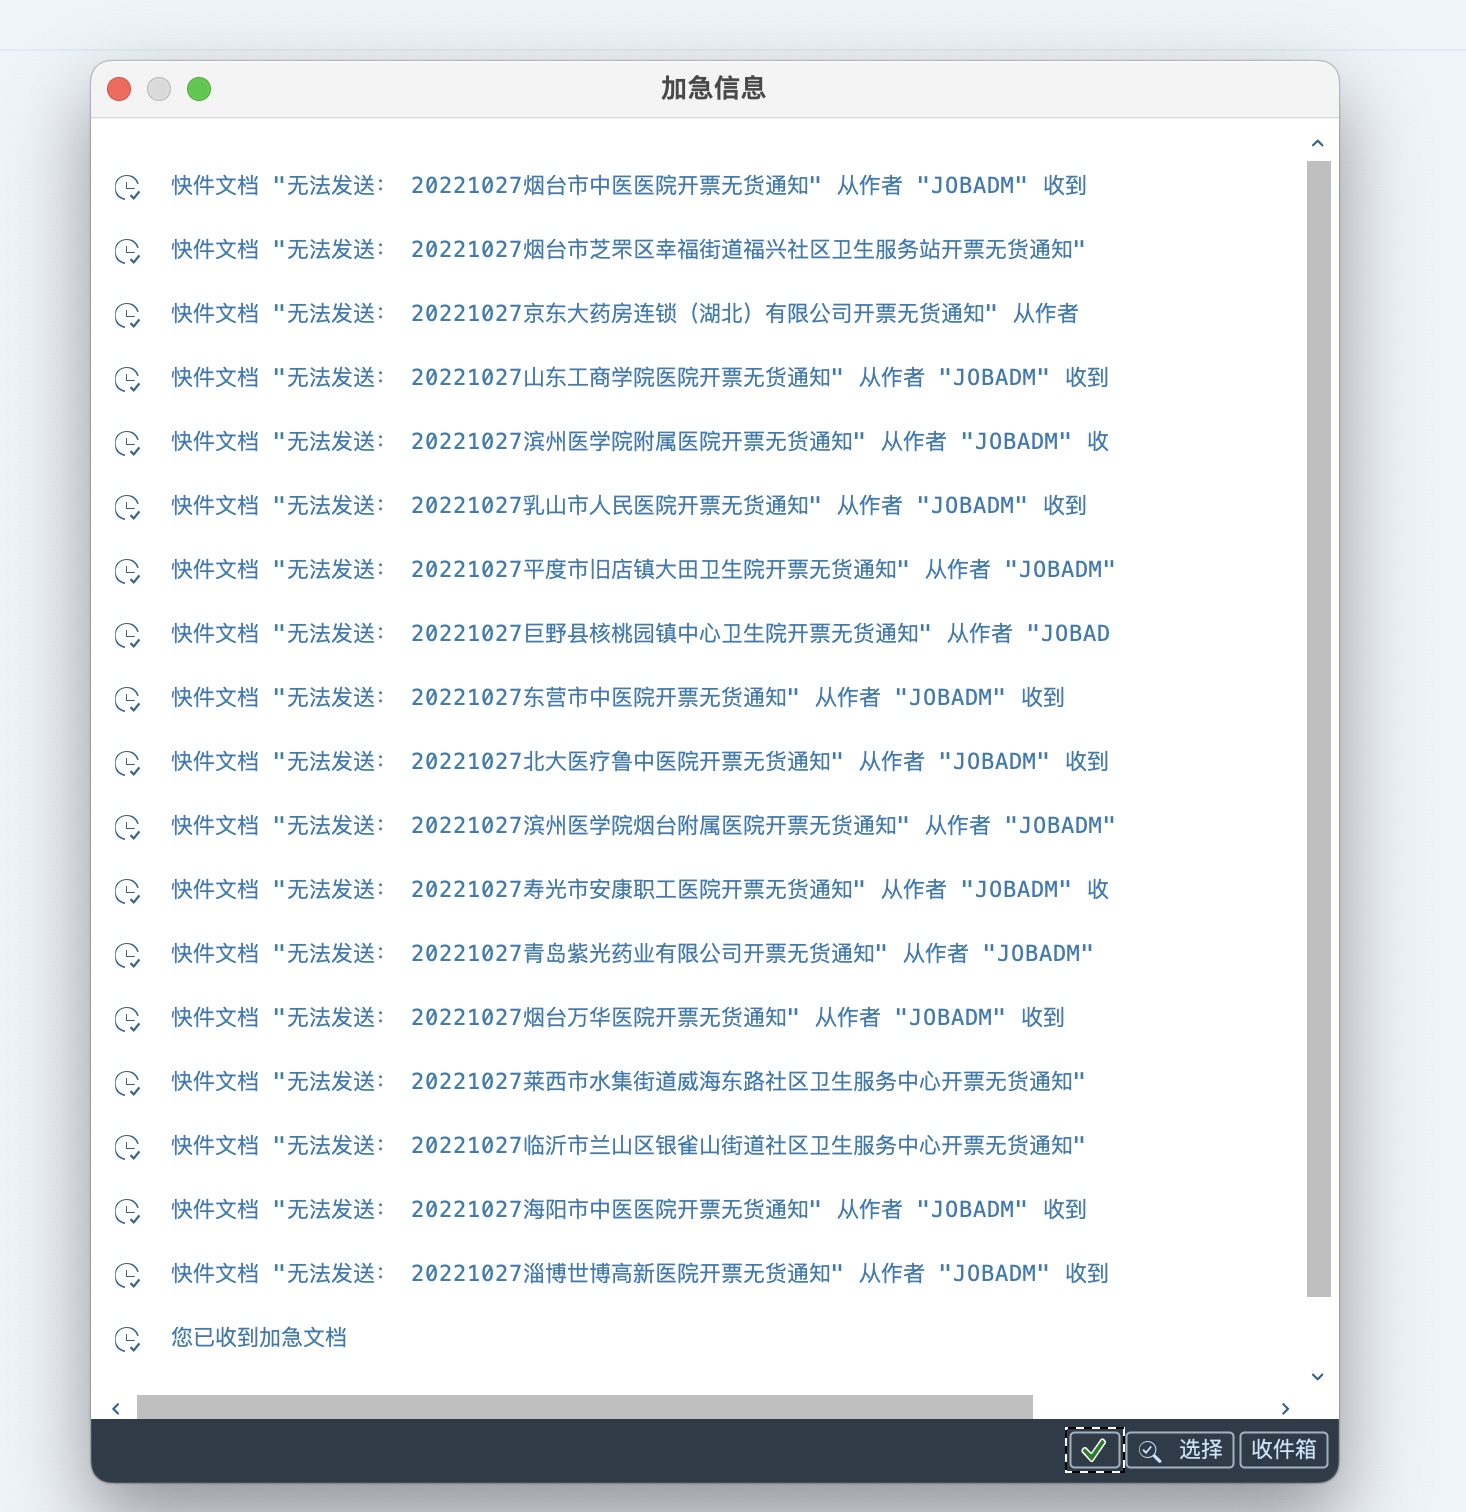 加急信息
快件文档 "无法发送： 20221027烟台市中医医院开票无货通知" 从作者 "JOBADM" 收到
快件文档 "无法发送： 20221027烟台市芝罘区幸福街道福兴社区卫生服务站开票无货通知"
快件文档 "无法发送： 20221027京东大药房连锁（湖北）有限公司开票无货通知" 从作者
快件文档 "无法发送： 20221027山东工商学院医院开票无货通知" 从作者 "JOBADM" 收到
快件文档 "无法发送： 20221027滨州医学院附属医院开票无货通知" 从作者 "JOBADM" 收
快件文档 "无法发送： 20221027乳山市人民医院开票无货通知" 从作者 "JOBADM" 收到
快件文档 "无法发送： 20221027平度市旧店镇大田卫生院开票无货通知" 从作者 "JOBADM"
快件文档 "无法发送： 20221027巨野县核桃园镇中心卫生院开票无货通知" 从作者 "JOBAD
快件文档 "无法发送： 20221027东营市中医院开票无货通知" 从作者 "JOBADM" 收到
快件文档 "无法发送： 20221027北大医疗鲁中医院开票无货通知" 从作者 "JOBADM" 收到
快件文档 "无法发送： 20221027滨州医学院烟台附属医院开票无货通知" 从作者 "JOBADM"
快件文档 "无法发送： 20221027寿光市安康职工医院开票无货通知" 从作者 "JOBADM" 收
快件文档 "无法发送： 20221027青岛紫光药业有限公司开票无货通知" 从作者 "JOBADM"
快件文档 "无法发送： 20221027烟台万华医院开票无货通知" 从作者 "JOBADM" 收到
快件文档 "无法发送： 20221027莱西市水集街道威海东路社区卫生服务中心开票无货通知"
快件文档 "无法发送： 20221027临沂市兰山区银雀山街道社区卫生服务中心开票无货通知"
快件文档 "无法发送： 20221027海阳市中医医院开票无货通知" 从作者 "JOBADM" 收到
快件文档 "无法发送： 20221027淄博世博高新医院开票无货通知" 从作者 "JOBADM" 收到
您已收到加急文档
选择 收件箱